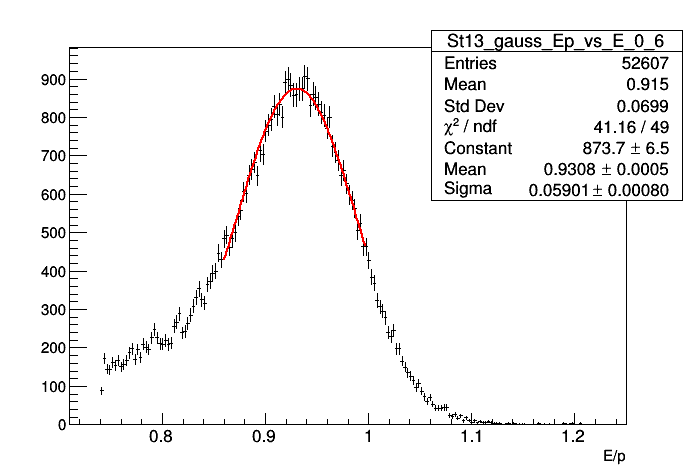 St13_gauss_Ep_vs_E_0_6
Entries 52607
Mean 0.915
Std Dev 0.0699
χ² / ndf 41.16 / 49
Constant 873.7 ± 6.5
Mean 0.9308 ± 0.0005
Sigma 0.05901 ± 0.00080
900
800
700
600
500
400
300
200
100
0
0.8 0.9 1 1.1 1.2
E/p